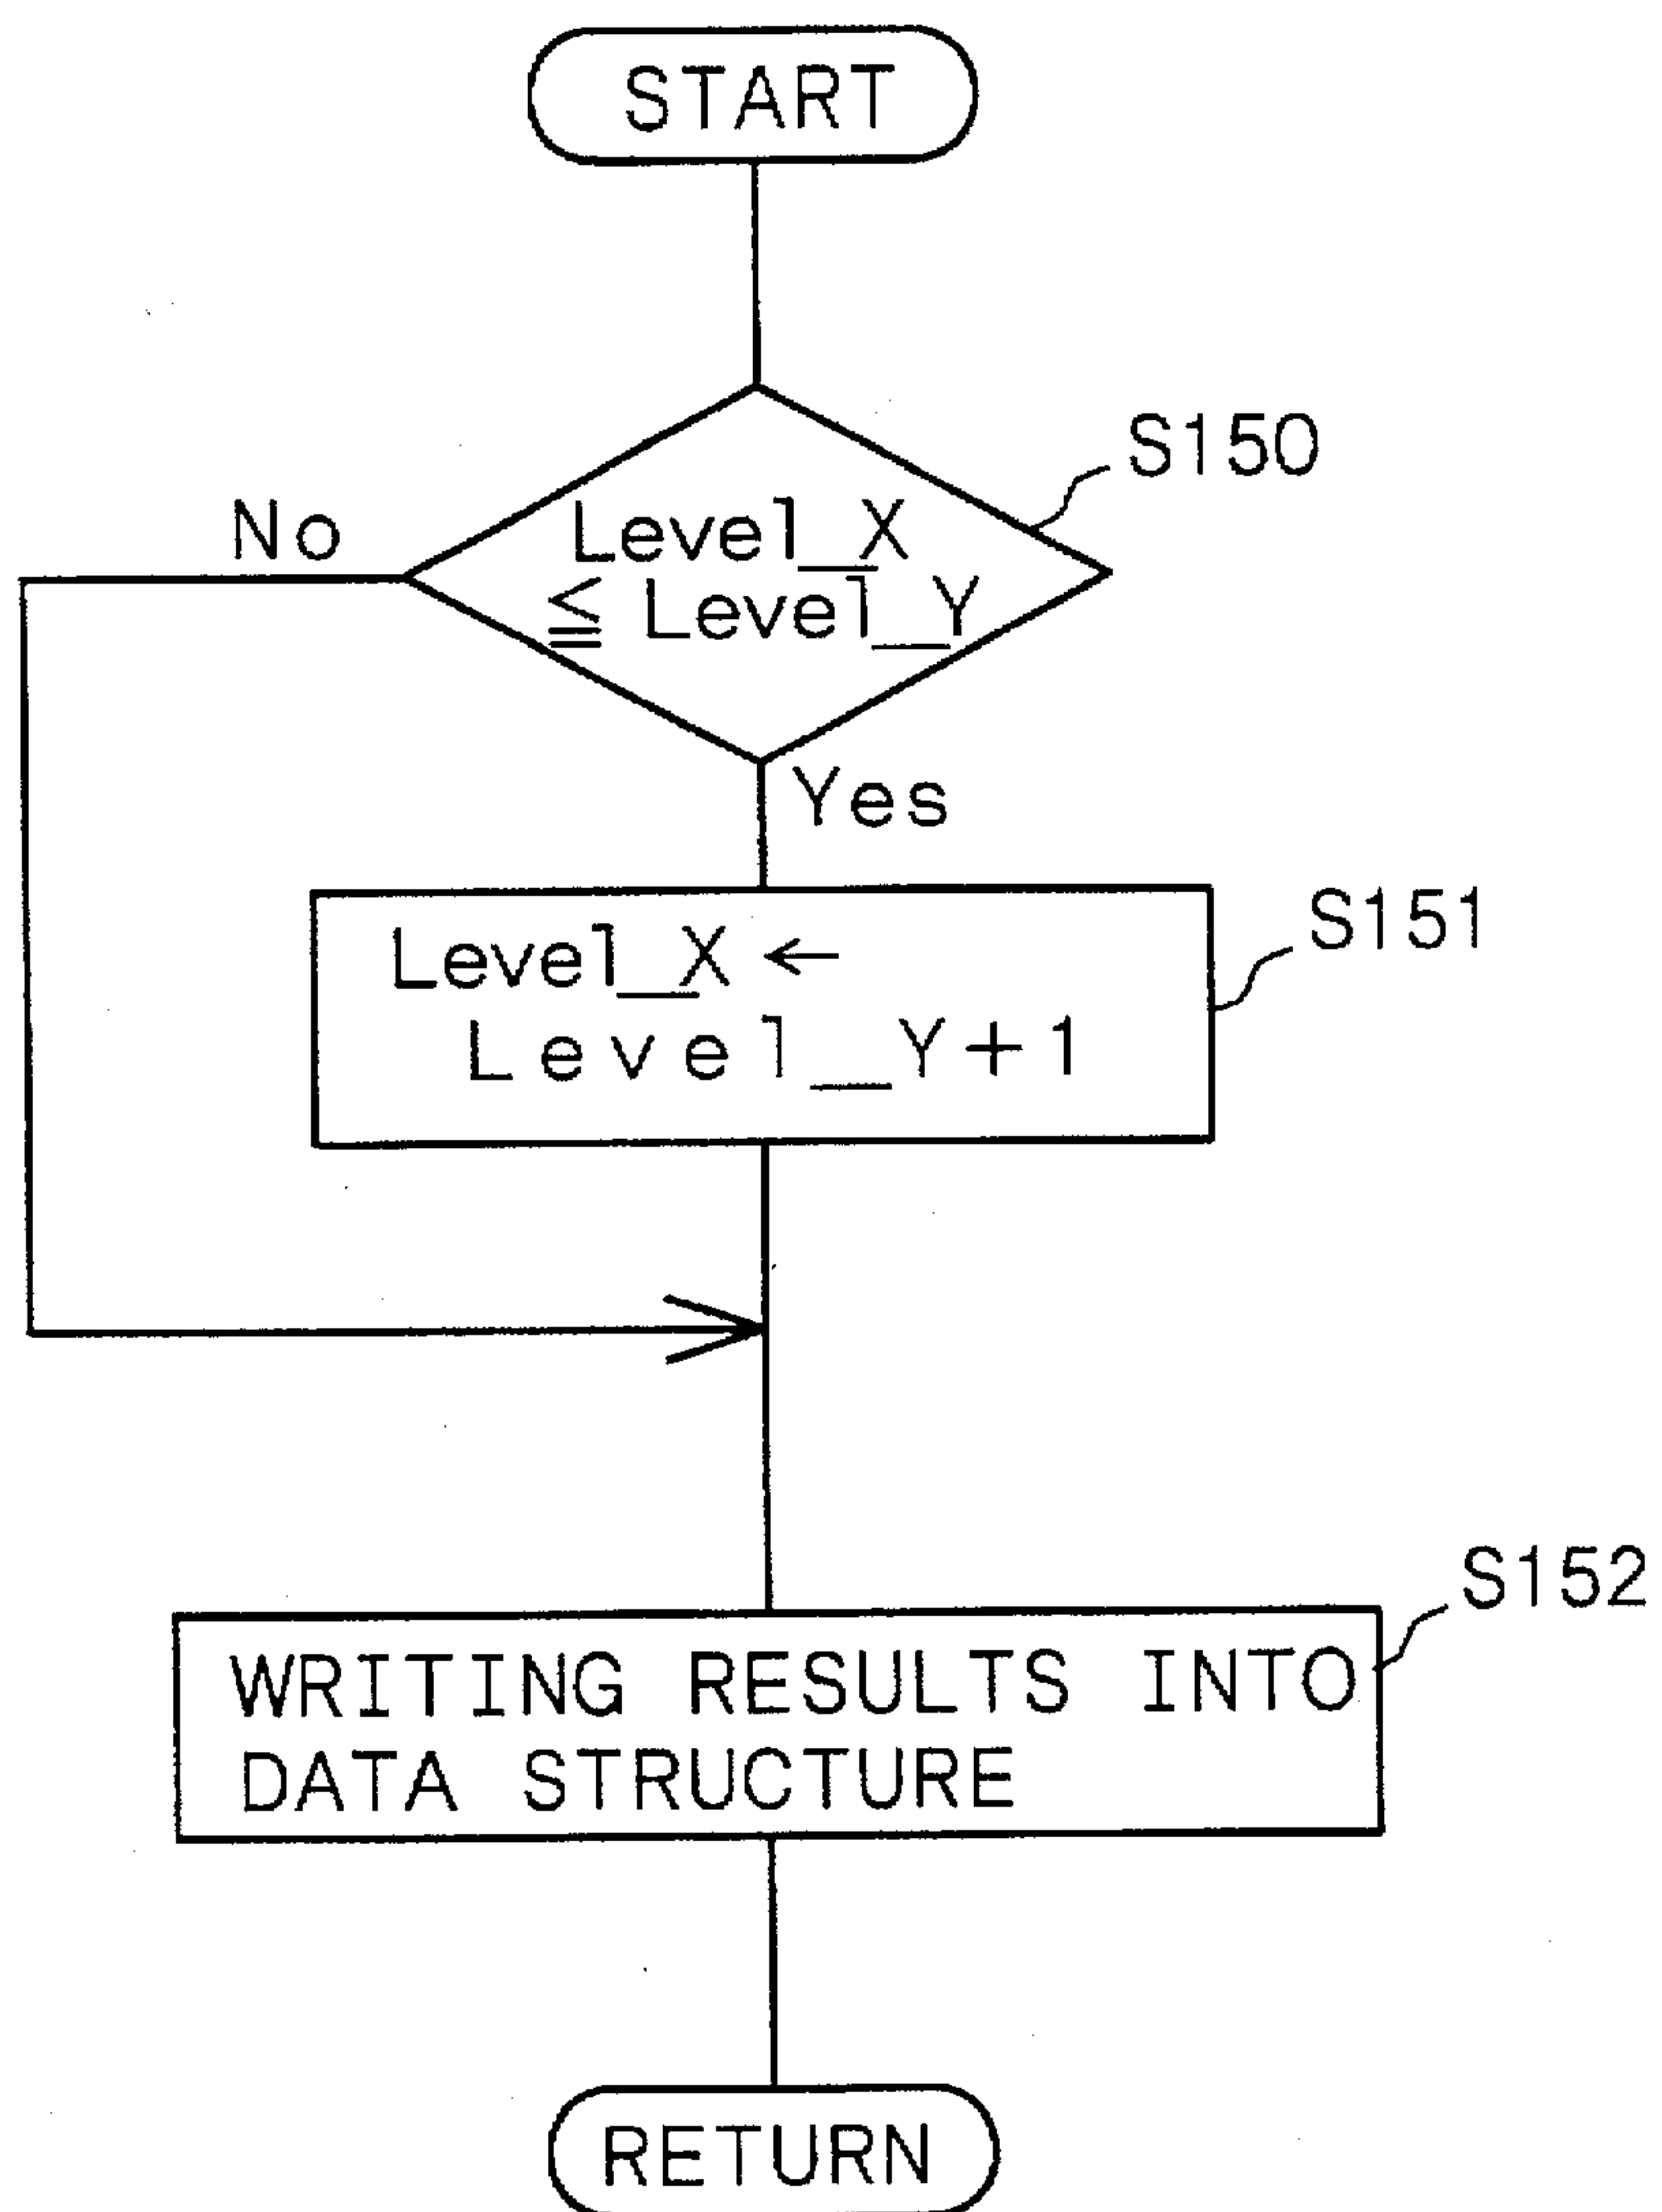 START
S150
No
Level_X
≦ Level_Y
Yes
S151
Level_X ←
Level_Y+1
S152
WRITING RESULTS INTO
DATA STRUCTURE
RETURN